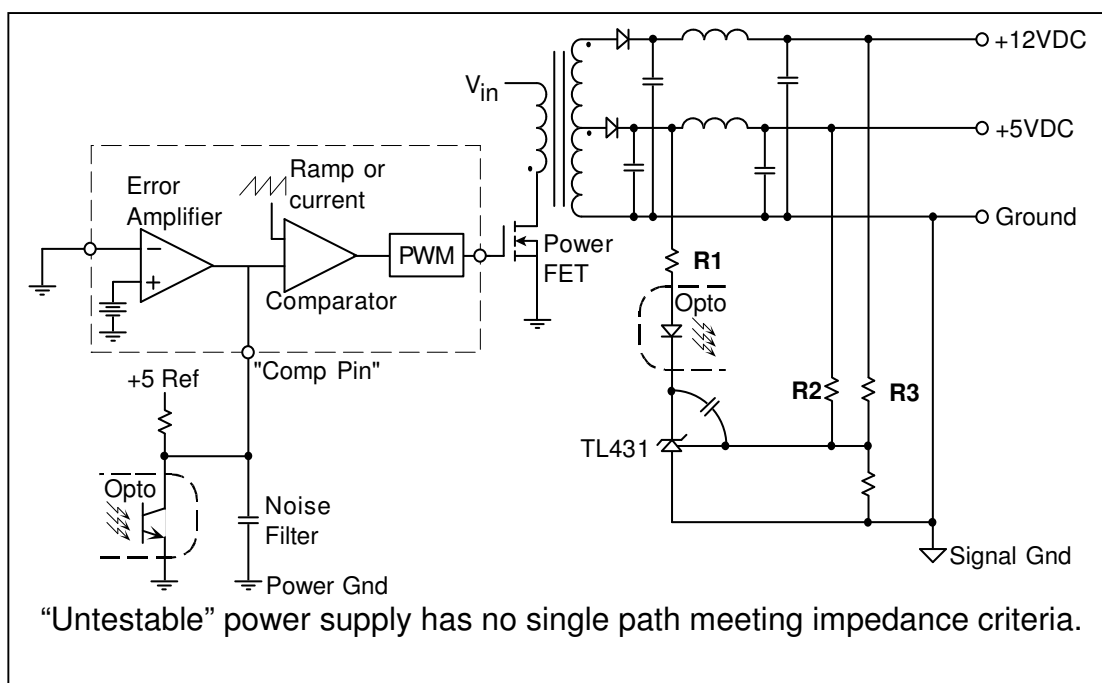 +12VDC
Vin
+5VDC
Ramp or
current
Error
Amplifier
−
+
PWM
Power
FET
Ground
R1
Comparator
Opto
"Comp Pin"
+5 Ref
R2
R3
TL431
Opto
Noise
Filter
Signal Gnd
Power Gnd
“Untestable” power supply has no single path meeting impedance criteria.